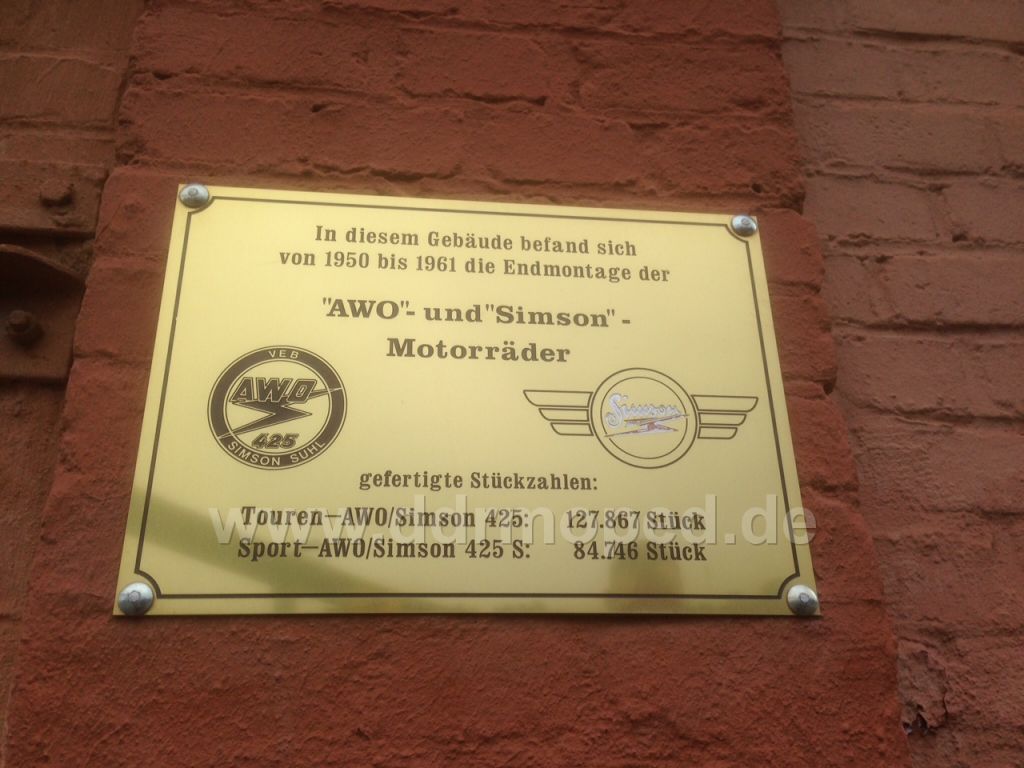 In diesem Gebäude befand sich
von 1950 bis 1961 die Endmontage der
"AWO"- und "Simson"-
Motorräder
VEB
AWO
425
SIMSON SUHL
Simson
gefertigte Stückzahlen:
Touren-AWO/Simson 425: 127.867 Stück
Sport-AWO/Simson 425 S: 84.746 Stück
www.ddrmoped.de